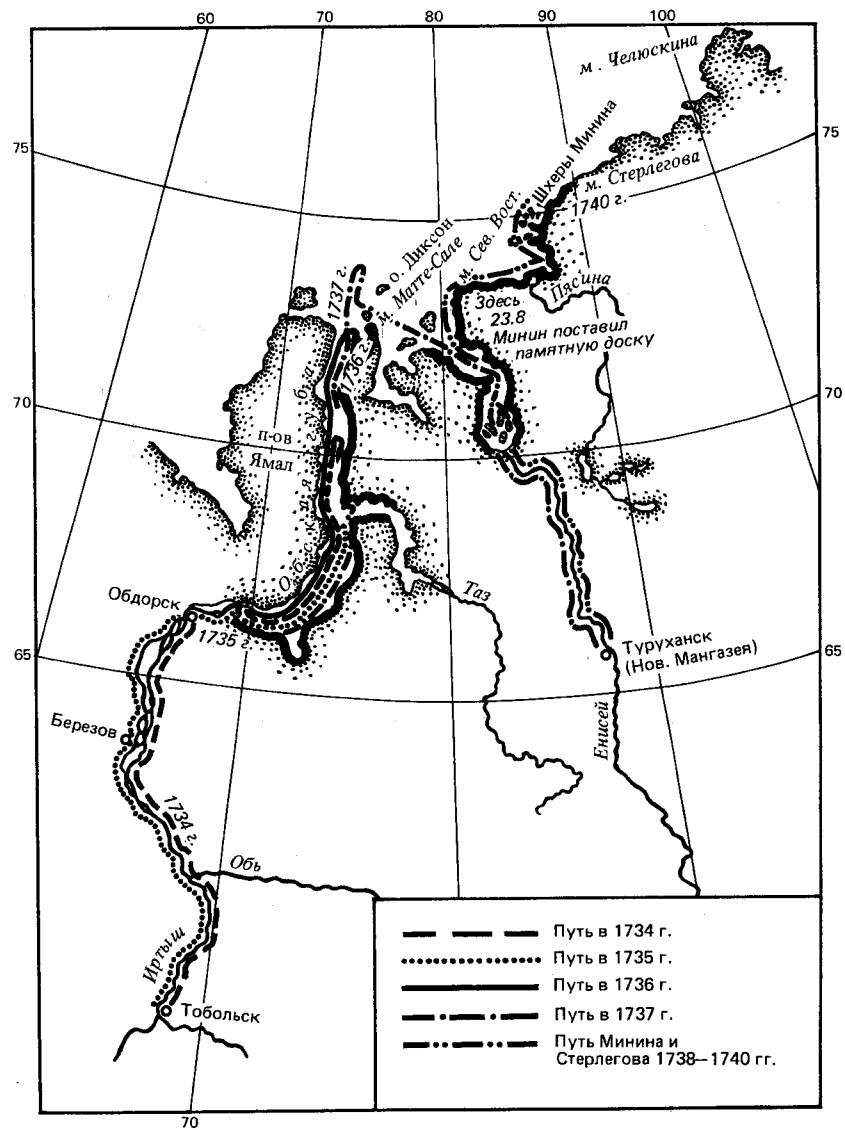 60
70
80
90
100
м. Челюскина
75
75
Шхеры Минина
м. Стерлегова
1740 г.
м. Сев. Вост.
о. Диксон
м. Матте-Сале
1737 г.
1736 г.
Пясина
Здесь
23.8
Минин поставил
памятную доску
70
70
п-ов
Ямал
Обская губа
Обдорск
1735 г.
Таз
65
65
Туруханск
(Нов. Мангазея)
Березов
Енисей
1734 г.
Обь
Иртыш
Тобольск
Путь в 1734 г.
Путь в 1735 г.
Путь в 1736 г.
Путь в 1737 г.
Путь Минина и
Стерлегова 1738—1740 гг.
70